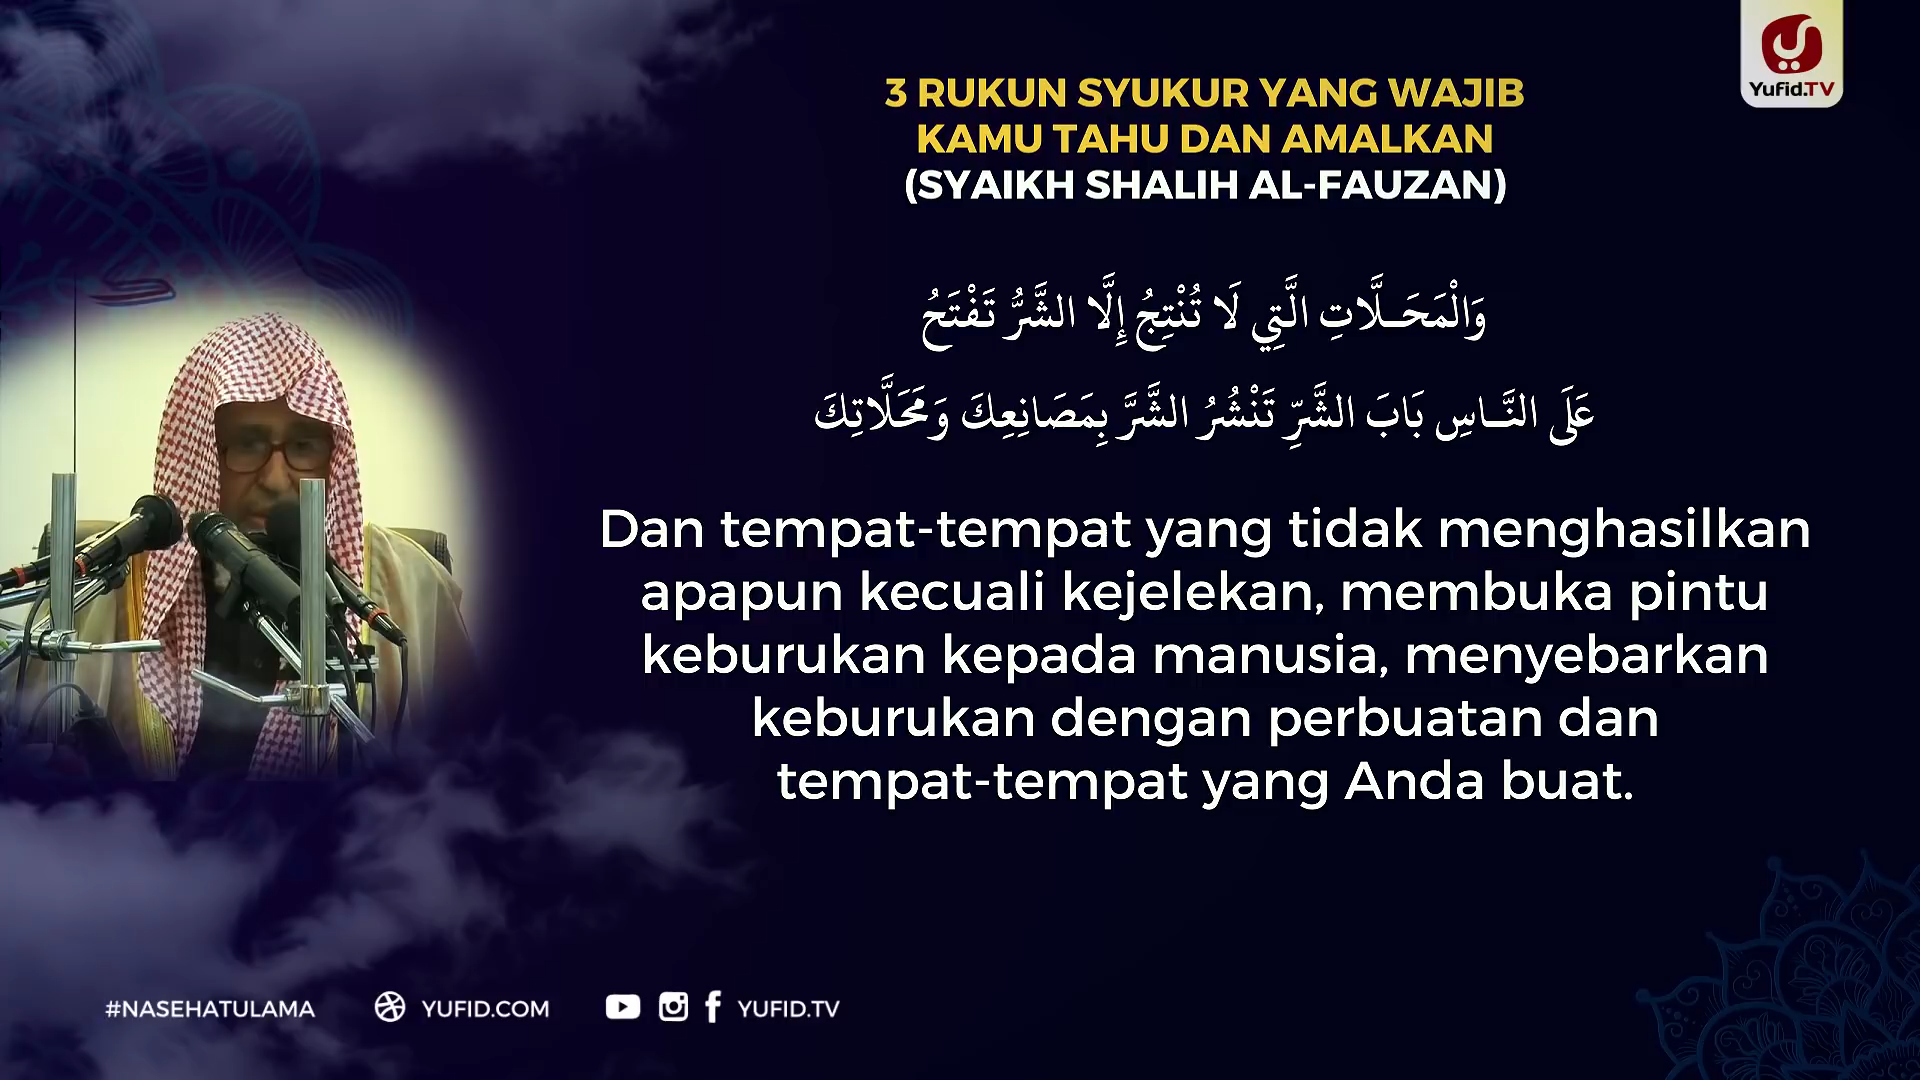 Yufid.TV
3 RUKUN SYUKUR YANG WAJIB
KAMU TAHU DAN AMALKAN
(SYAIKH SHALIH AL-FAUZAN)
وَالْمَحَلَّاتِ الَّتِي لَا تُنْتِجُ إِلَّا الشَّرُّ تَفْتَحُ
عَلَى النَّاسِ بَابَ الشَّرِّ تَنْشُرُ الشَّرَّ بِمَصَانِعِكَ وَمَحَلَّاتِكَ
Dan tempat-tempat yang tidak menghasilkan
apapun kecuali kejelekan, membuka pintu
keburukan kepada manusia, menyebarkan
keburukan dengan perbuatan dan
tempat-tempat yang Anda buat.
#NASEHATULAMA YUFID.COM YUFID.TV